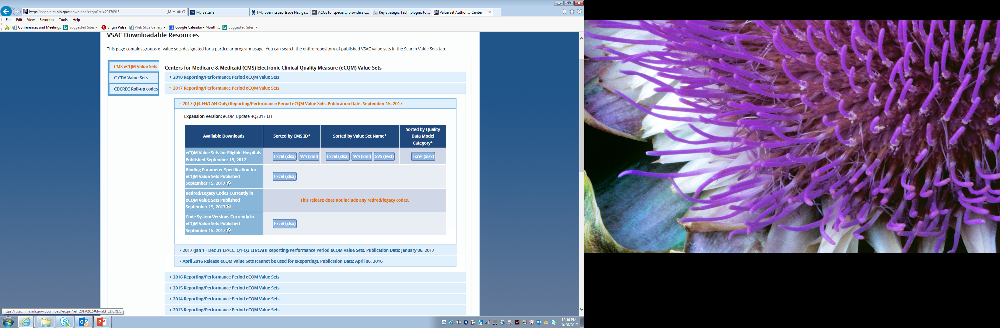 https://vsac.nlm.nih.gov/download/ecqm?rel=20170915
My Battelle
[My open issues] Issue Naviga...
ACOs for specialty providers c...
Key Strategic Technologies to ...
Value Set Authority Center
File Edit View Favorites Tools Help
Conferences and Meetings
Suggested Sites
Virgin Pulse
Web Slice Gallery
Google Calendar - Month ...
Suggested Sites
VSAC Downloadable Resources
This page contains groups of value sets designated for a particular program usage. You can search the entire repository of published VSAC value sets in the Search Value Sets tab.
CMS eCQM Value Sets
C-CDA Value Sets
CDCREC Roll-up codes
Centers for Medicare & Medicaid (CMS) Electronic Clinical Quality Measure (eCQM) Value Sets
2018 Reporting/Performance Period eCQM Value Sets
2017 Reporting/Performance Period eCQM Value Sets
2017 (Q4 EH/CAH Only) Reporting/Performance Period eCQM Value Sets, Publication Date: September 15, 2017
Expansion Version: eCQM Update 4Q2017 EH
Available Downloads
Sorted by CMS ID*
Sorted by Value Set Name*
Sorted by Quality
Data Model
Category*
eCQM Value Sets for Eligible Hospitals
Published September 15, 2017
Excel (xlsx) SVS (xml)
Excel (xlsx) SVS (xml) SVS (text)
Excel (xlsx)
Binding Parameter Specification for
eCQM Value Sets Published
September 15, 2017 ?
Excel (xlsx)
Retired/Legacy Codes Currently in
eCQM Value Sets Published
September 15, 2017 ?
This release does not include any retired/legacy codes.
Code System Versions Currently in
eCQM Value Sets Published
September 15, 2017 ?
Excel (xlsx)
2017 (Jan 1 - Dec 31 EP/EC, Q1-Q3 EH/CAH) Reporting/Performance Period eCQM Value Sets, Publication Date: January 06, 2017
April 2016 Release eCQM Value Sets (cannot be used for eReporting), Publication Date: April 06, 2016
2016 Reporting/Performance Period eCQM Value Sets
2015 Reporting/Performance Period eCQM Value Sets
2014 Reporting/Performance Period eCQM Value Sets
2013 Reporting/Performance Period eCQM Value Sets
https://vsac.nlm.nih.gov/download/ecqm?rel=20170915#dwnld_CDCREC
12:46 PM
10/26/2017